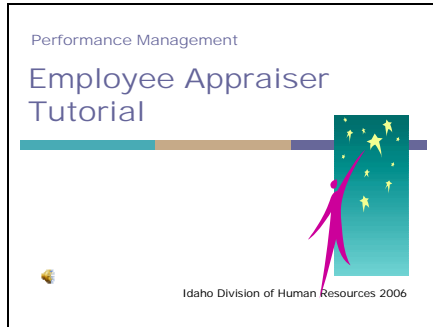 Performance Management
Employee Appraiser
Tutorial
Idaho Division of Human Resources 2006